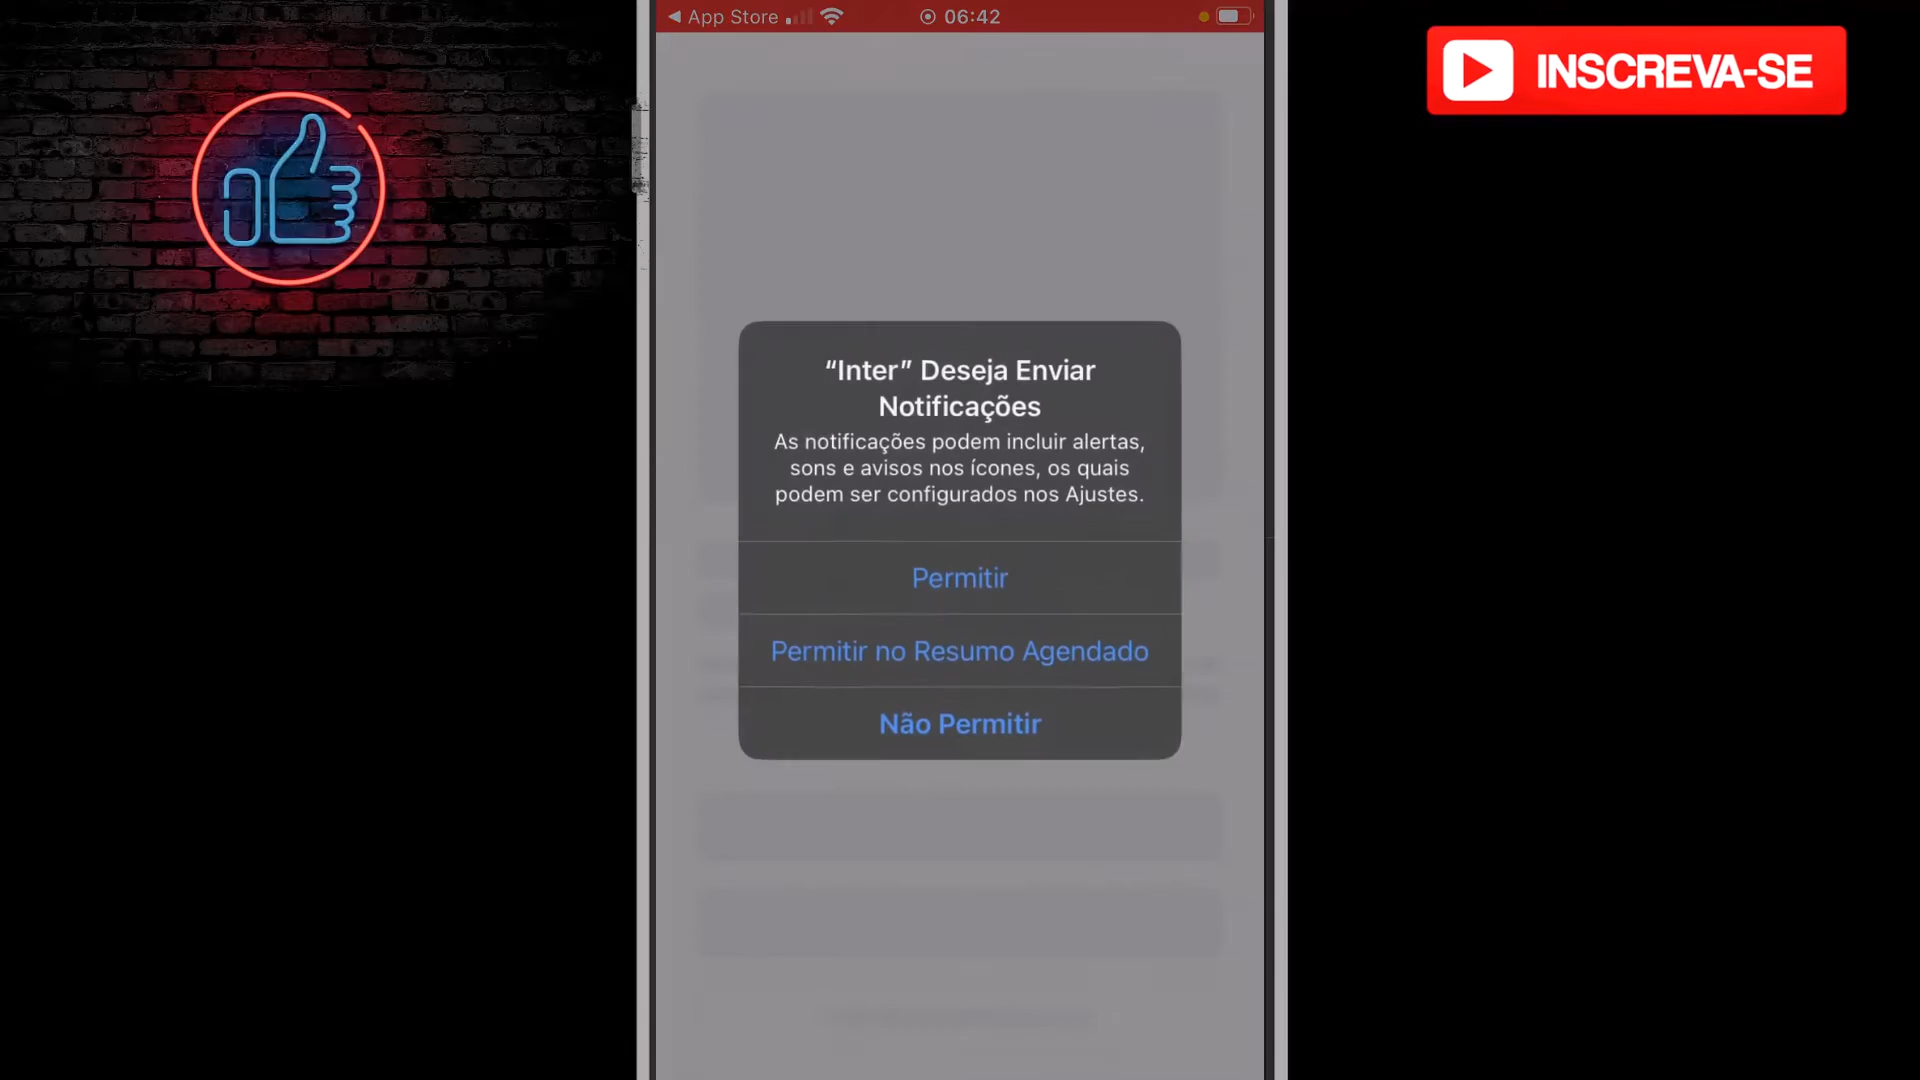 App Store
06:42
INSCREVA-SE
“Inter” Deseja Enviar
Notificações
As notificações podem incluir alertas,
sons e avisos nos ícones, os quais
podem ser configurados nos Ajustes.
Permitir
Permitir no Resumo Agendado
Não Permitir